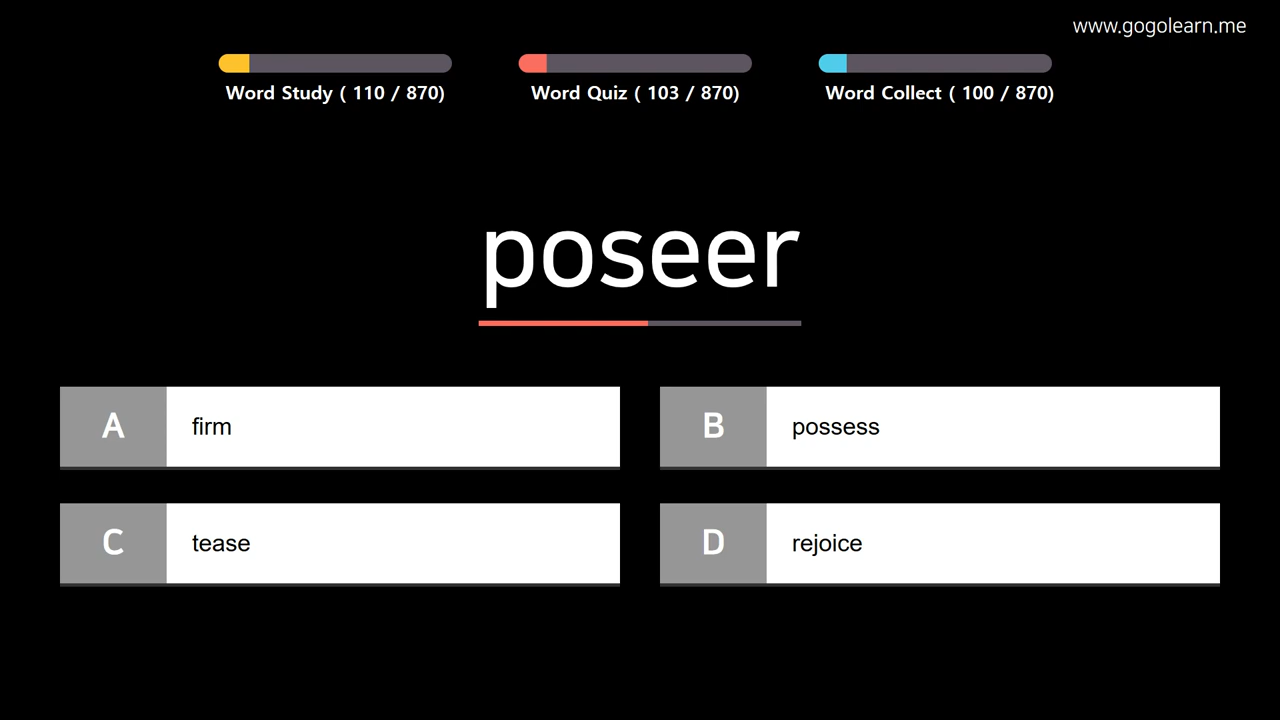 www.gogolearn.me
Word Study ( 110 / 870)
Word Quiz ( 103 / 870)
Word Collect ( 100 / 870)
poseer
A firm
B possess
C tease
D rejoice